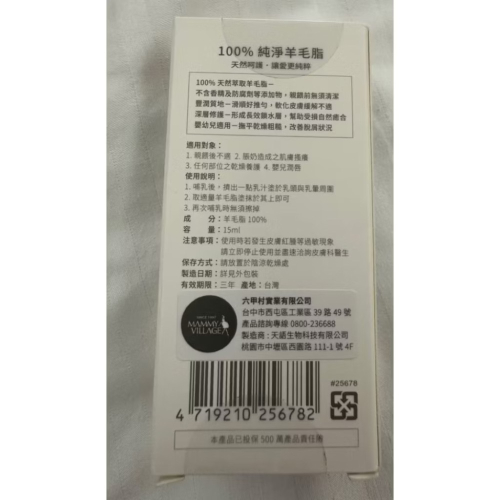 100% 純淨羊毛脂
天然呵護・讓愛更純粹
100% 天然萃取羊毛脂－
不含香精及防腐劑等添加物，親餵前無須清潔
豐潤質地－滑順好推勻，軟化皮膚緩解不適
深層修護－形成長效鎖水層，幫助受損自然癒合
嬰幼兒適用－撫平乾燥粗糙，改善脫屑狀況
適用對象：
1. 親餵後不適 2. 脹奶造成之肌膚搔癢
3. 任何部位之乾燥養護 4. 嬰兒潤唇
使用說明：
1. 哺乳後，擠出一點乳汁塗於乳頭與乳暈周圍
2. 取適量羊毛脂塗抹於其上即可
3. 再次哺乳時無須擦掉
成 分：羊毛脂 100%
容 量：15ml
注意事項：使用時若發生皮膚紅腫等過敏現象
請立即停止使用並盡速洽詢皮膚科醫生
保存方式：請放置於陰涼乾燥處
製造日期：詳見外包裝
有效期限：三年 產地：台灣
MAMMY VILLAGE
六甲村實業有限公司
台中市西屯區工業區 39 路 49 號
產品諮詢專線 0800-236688
製造商：天絡生物科技有限公司
桃園市中壢區西園路 111-1 號 4F
#25678
4 719210 256782
本產品已投保 500 萬產品責任險